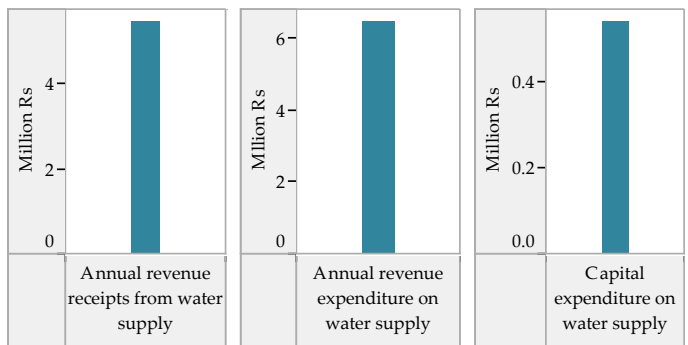 Million Rs
4
2
0
Annual revenue
receipts from water
supply
Mllion Rs
6
4
2
0
Annual revenue
expenditure on
water supply
Million Rs
0.4
0.2
0.0
Capital
expenditure on
water supply